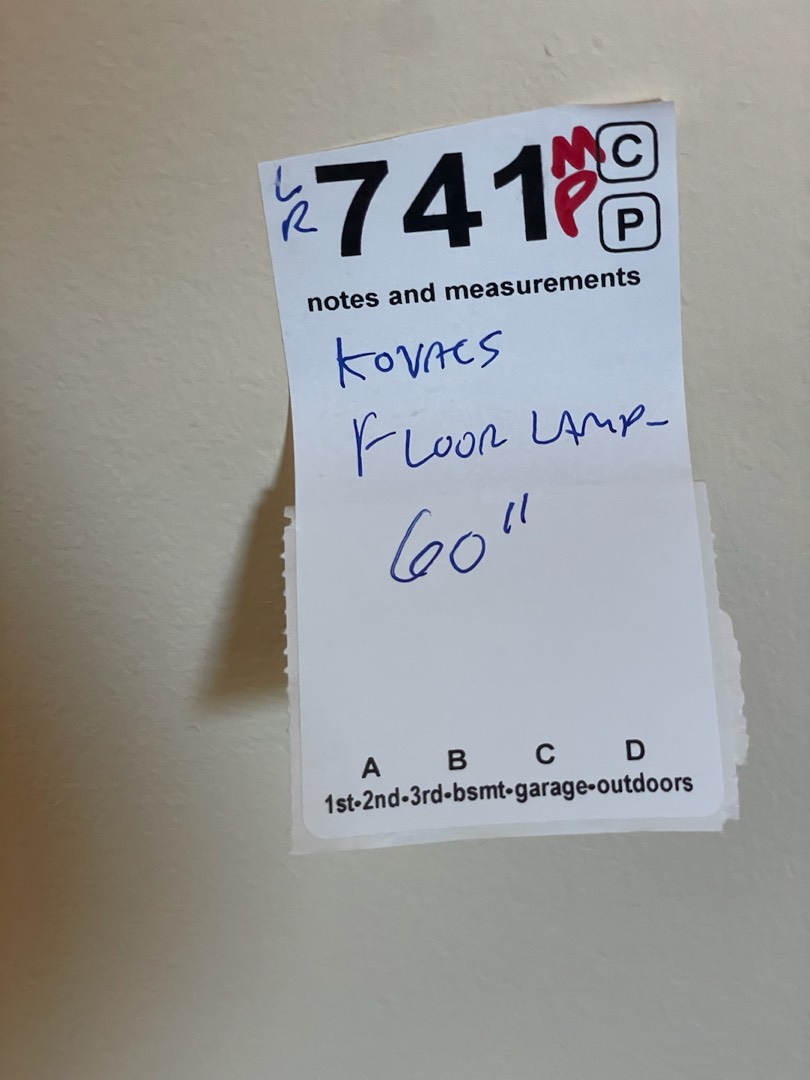 LR 741 MP C
P
notes and measurements
KOVACS
FLOOR LAMP-
60"
A B C D
1st-2nd-3rd-bsmt-garage-outdoors